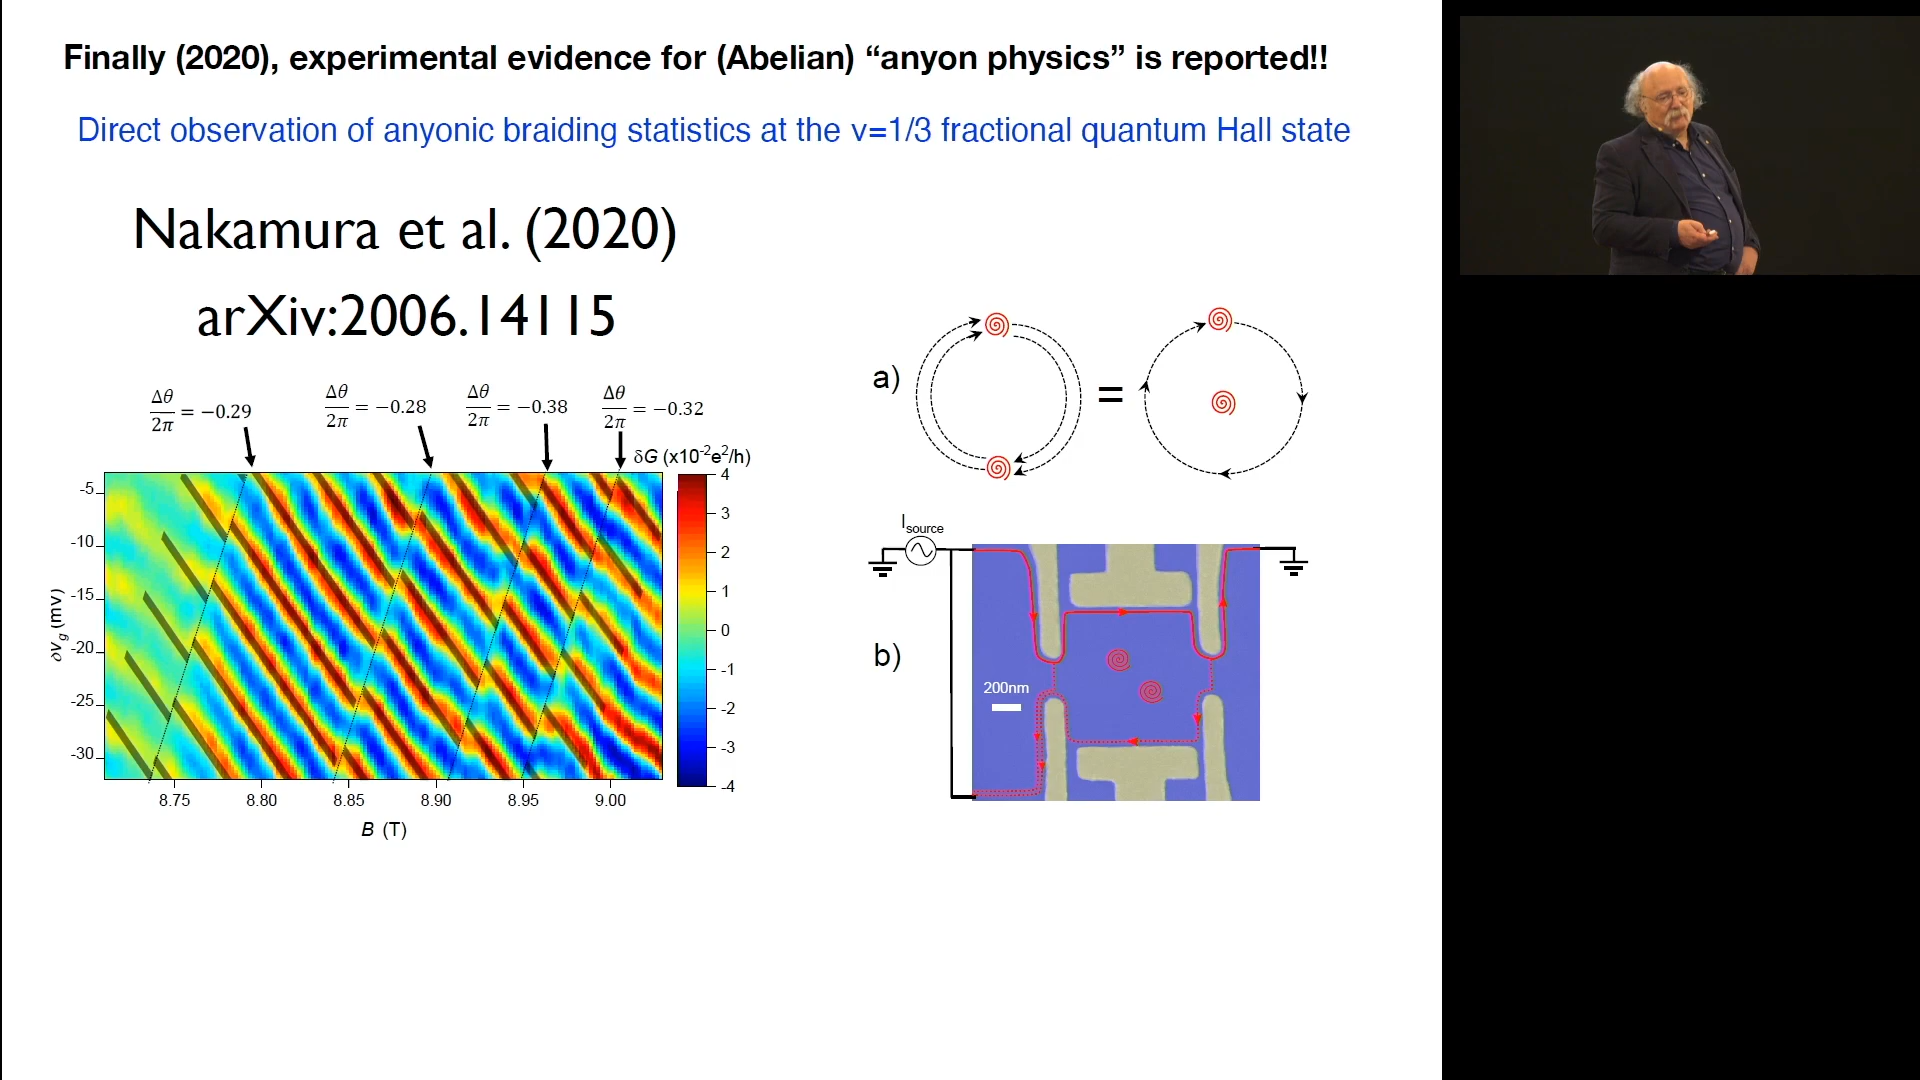 Finally (2020), experimental evidence for (Abelian) “anyon physics” is reported!!
Direct observation of anyonic braiding statistics at the ν=1/3 fractional quantum Hall state
Nakamura et al. (2020)
arXiv:2006.14115
Δθ/2π = −0.29
Δθ/2π = −0.28
Δθ/2π = −0.38
Δθ/2π = −0.32
δG (x10⁻²e²/h)
4
3
2
1
0
-1
-2
-3
-4
-5
-10
-15
-20
-25
-30
∂Vg (mV)
8.75 8.80 8.85 8.90 8.95 9.00
B (T)
a)
=
Isource
b)
200nm